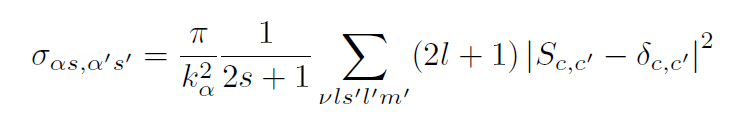 σ_{αs,α′s′} = \frac{π}{k_α^2} \frac{1}{2s + 1} \sum_{νls′l′m′} (2l + 1) |S_{c,c′} − δ_{c,c′}|^2